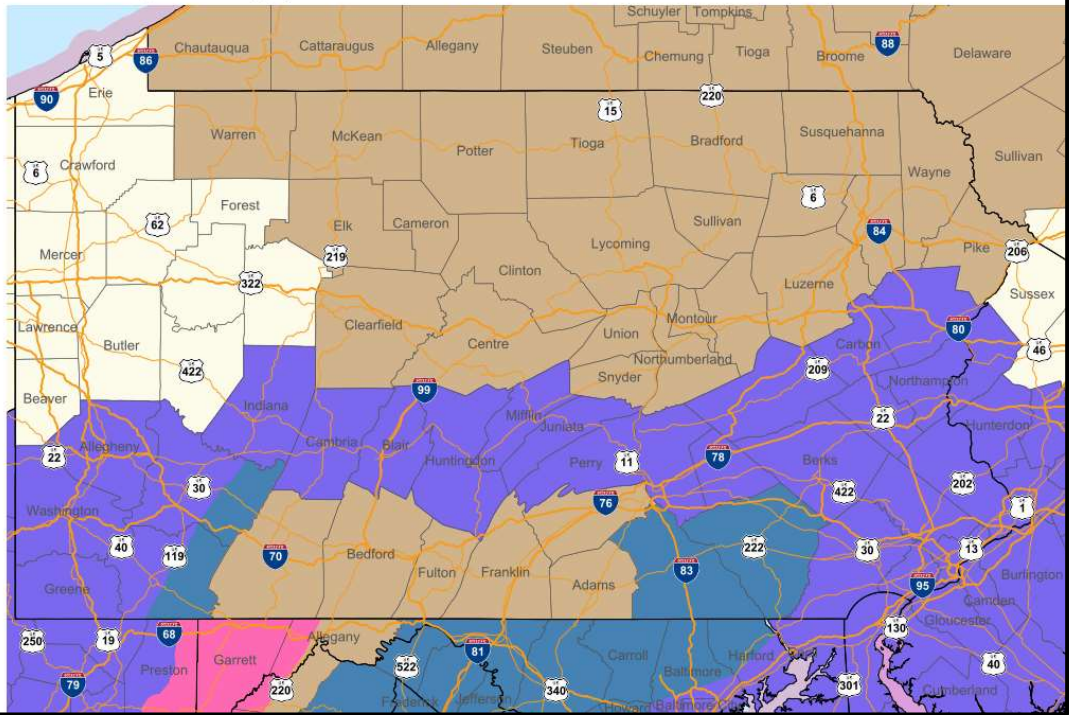 Schuyler Tompkins
5
86
Chautauqua
Cattaraugus
Allegany
Steuben
Chemung
Tioga
Broome
88
Delaware
90
Erie
15
220
Warren
McKean
Potter
Tioga
Bradford
Susquehanna
Sullivan
6
Crawford
Wayne
62
Forest
Elk
Cameron
Sullivan
6
84
Mercer
219
Lycoming
Pike
206
322
Clinton
Luzerne
Sussex
Lawrence
Butler
Clearfield
Centre
Union
Montour
80
Northumberland
Carbon
46
422
Snyder
209
Beaver
99
Northampton
Indiana
Mifflin
22
Hunterdon
22
Allegheny
Cambria
Blair
Juniata
Huntingdon
Perry
11
78
Berks
30
422
202
Washington
76
1
40
119
70
Bedford
222
30
13
Fulton
Franklin
Adams
83
95
Burlington
Greene
Camden
Gloucester
250
19
68
Allegany
130
Preston
Garrett
522
81
Carroll
Baltimore
Harford
40
79
220
340
301
Cumberland
Frederick
Jefferson
Howard
Baltimore City